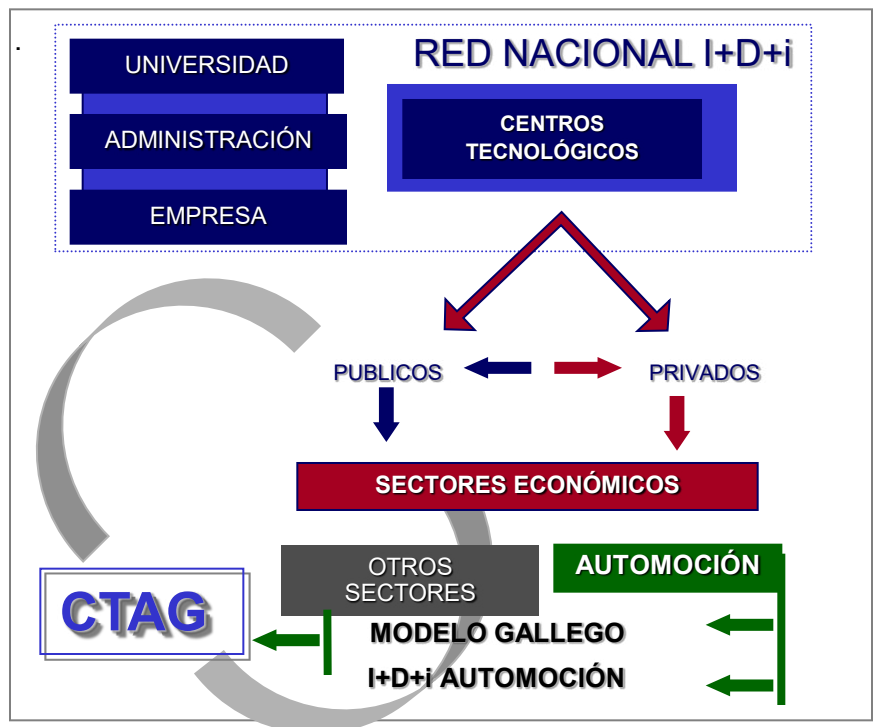 .
RED NACIONAL I+D+i
UNIVERSIDAD
ADMINISTRACIÓN
EMPRESA
CENTROS
TECNOLÓGICOS
PUBLICOS
PRIVADOS
SECTORES ECONÓMICOS
OTROS
SECTORES
AUTOMOCIÓN
CTAG
MODELO GALLEGO
I+D+i AUTOMOCIÓN